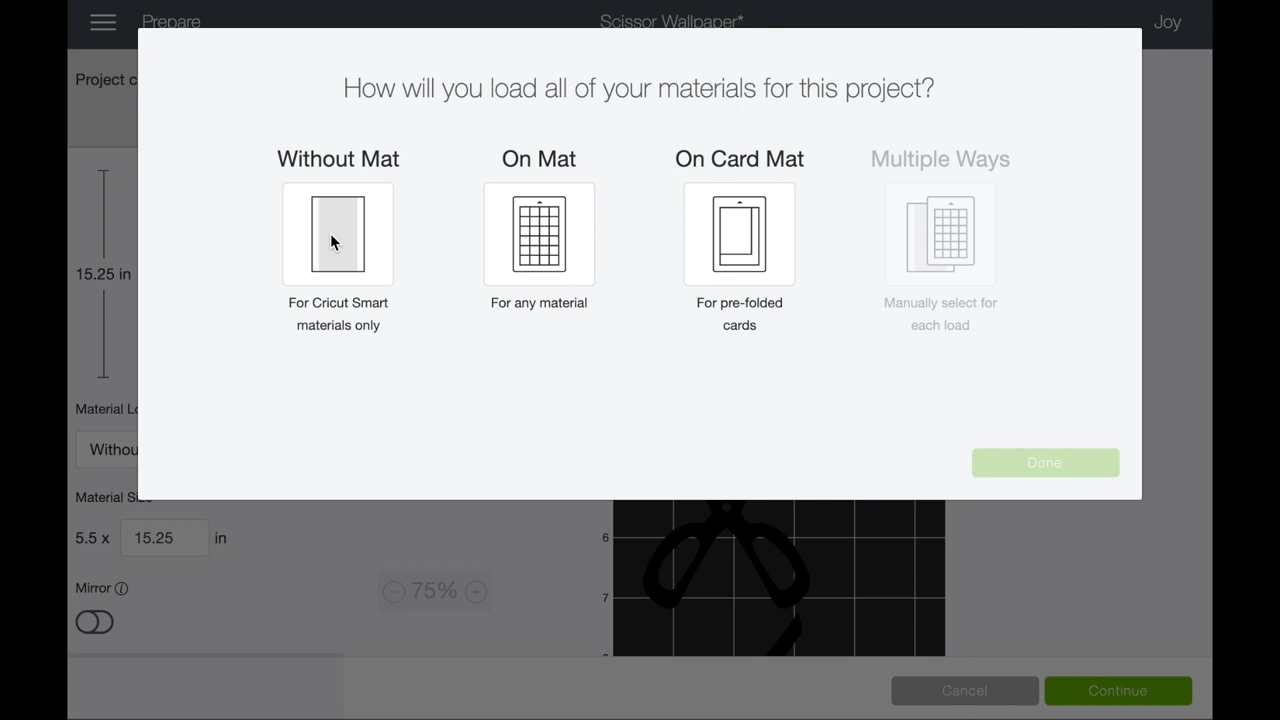 Prepare
Scissor Wallpaper*
Joy
Project c
How will you load all of your materials for this project?
Without Mat
On Mat
On Card Mat
Multiple Ways
For Cricut Smart
materials only
For any material
For pre-folded
cards
Manually select for
each load
15.25 in
Material Lo
Withou
Done
Material Size
5.5 x
15.25
in
6
Mirror
75%
7
Cancel
Continue